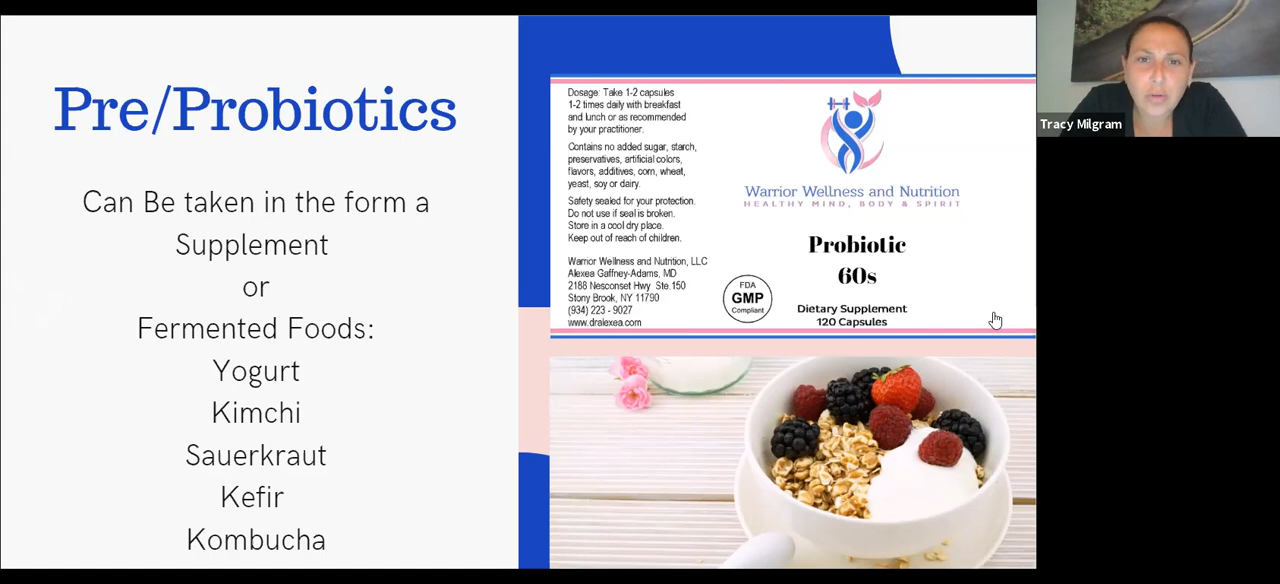 Pre/Probiotics
Can Be taken in the form a
Supplement
or
Fermented Foods:
Yogurt
Kimchi
Sauerkraut
Kefir
Kombucha
Dosage: Take 1-2 capsules
1-2 times daily with breakfast
and lunch or as recommended
by your practitioner.
Contains no added sugar, starch,
preservatives, artificial colors,
flavors, additives, corn, wheat,
yeast, soy or dairy.
Safety sealed for your protection.
Do not use if seal is broken.
Store in a cool dry place.
Keep out of reach of children.
Warrior Wellness and Nutrition, LLC
Alexea Gaffney-Adams, MD
2188 Nesconset Hwy Ste.150
Stony Brook, NY 11790
(934) 223 - 9027
www.dralexea.com
FDA
GMP
Compliant
Warrior Wellness and Nutrition
HEALTHY MIND, BODY & SPIRIT
Probiotic
60s
Dietary Supplement
120 Capsules
Tracy Milgram